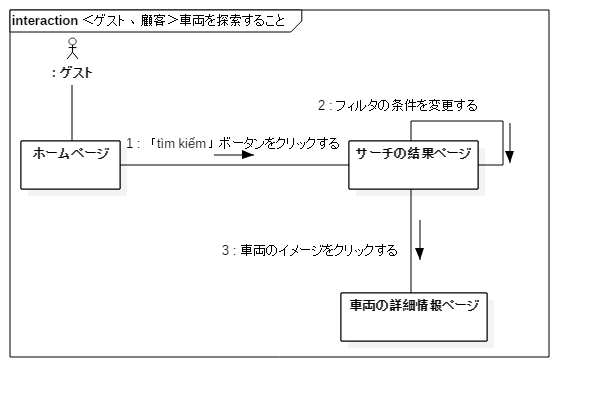 interaction ＜ゲスト、顧客＞車両を探索すること
: ゲスト
2 : フィルタの条件を変更する
1 : 「tìm kiếm」ボータンをクリックする
ホームページ
サーチの結果ページ
3 : 車両のイメージをクリックする
車両の詳細情報ページ